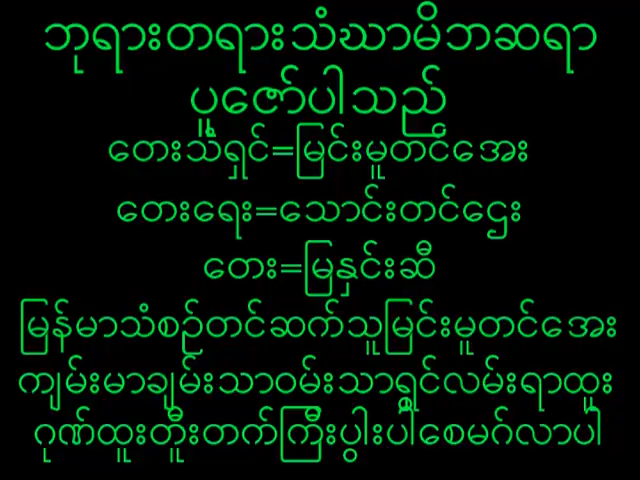 ဘုရားတရားသံဃာမိဘဆရာ
ပူဇော်ပါသည်
တေးသံရှင်=မြင်းမူတင်အေး
တေးရေး=သောင်းတင်ဌေး
တေး=မြနှင်းဆီ
မြန်မာသံစဉ်တင်ဆက်သူမြင်းမူတင်အေး
ကျမ်းမာချမ်းသာဝမ်းသာရွှင်လမ်းရာထူး
ဂုဏ်ထူးတိုးတက်ကြီးပွါးပါစေမင်္ဂလာပါ